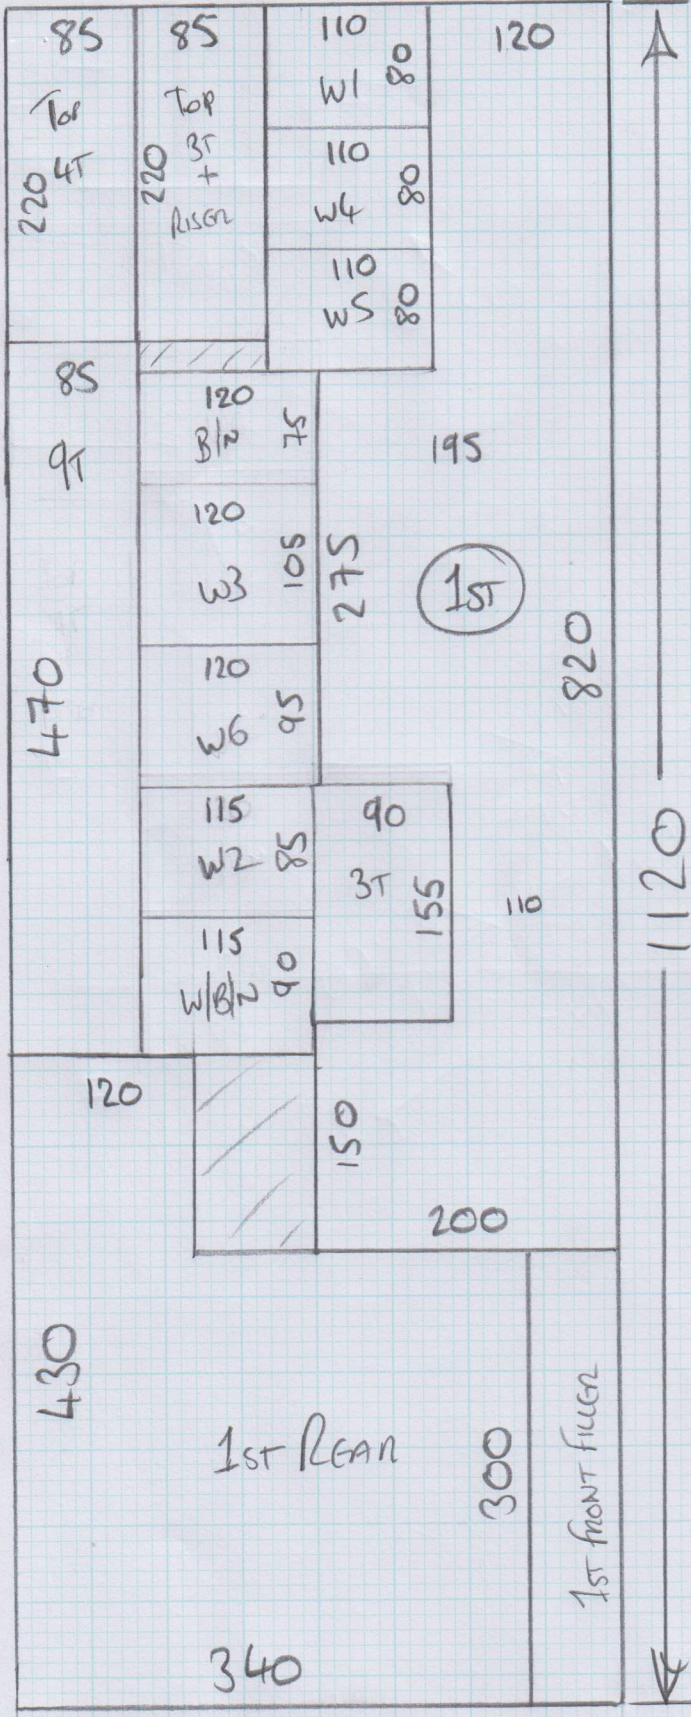 85
Top
4T
220
85
Top
3T
+
RISER
220
110
W1
80
110
W4
80
110
W5
80
120
85
9T
470
120
B/N
75
120
W3
105
120
W6
95
115
W2
85
115
W/B/N
90
195
275
1ST
820
90
3T
155
110
1120
120
150
200
430
1ST REAR
300
1ST FRONT FILLER
340